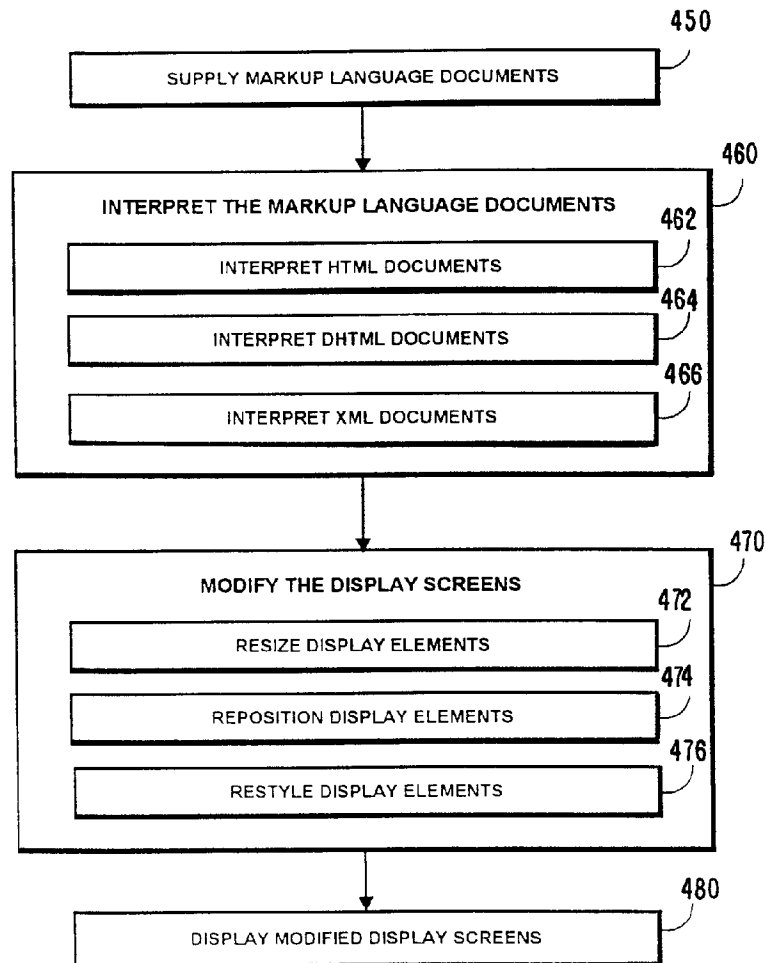 450
SUPPLY MARKUP LANGUAGE DOCUMENTS
460
INTERPRET THE MARKUP LANGUAGE DOCUMENTS
462
INTERPRET HTML DOCUMENTS
464
INTERPRET DHTML DOCUMENTS
466
INTERPRET XML DOCUMENTS
470
MODIFY THE DISPLAY SCREENS
472
RESIZE DISPLAY ELEMENTS
474
REPOSITION DISPLAY ELEMENTS
476
RESTYLE DISPLAY ELEMENTS
480
DISPLAY MODIFIED DISPLAY SCREENS